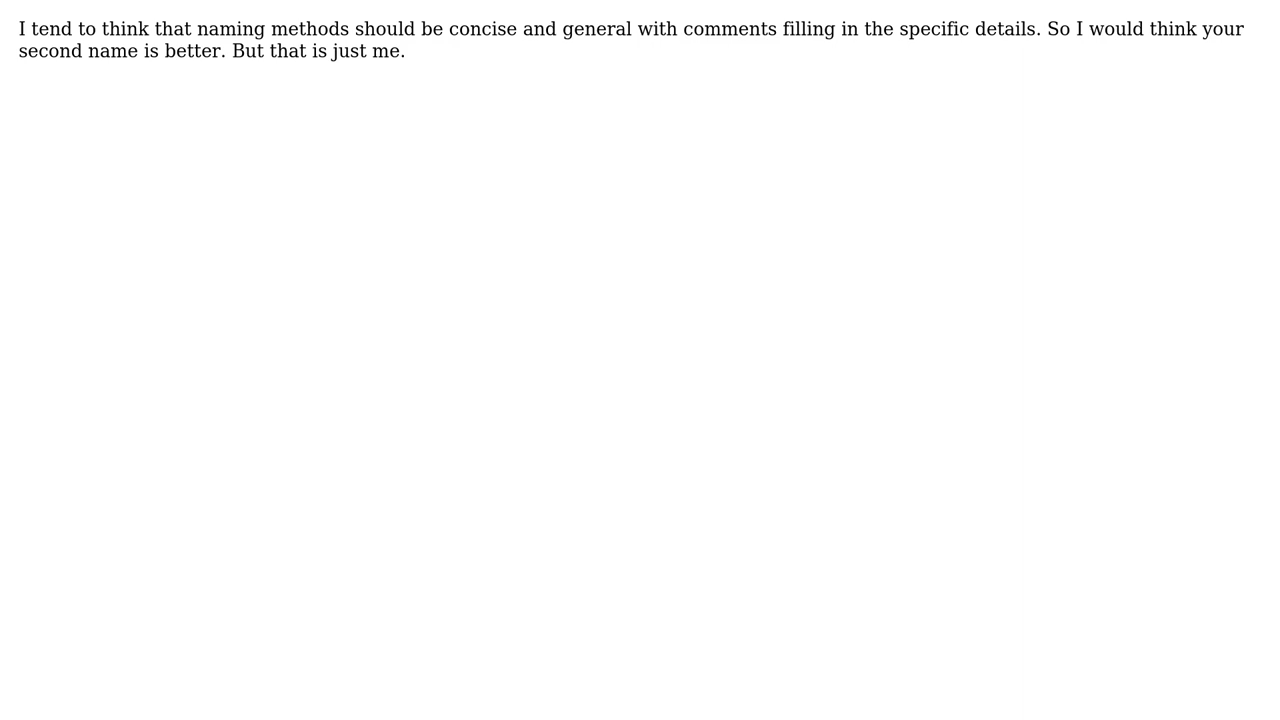 I tend to think that naming methods should be concise and general with comments filling in the specific details. So I would think your
second name is better. But that is just me.